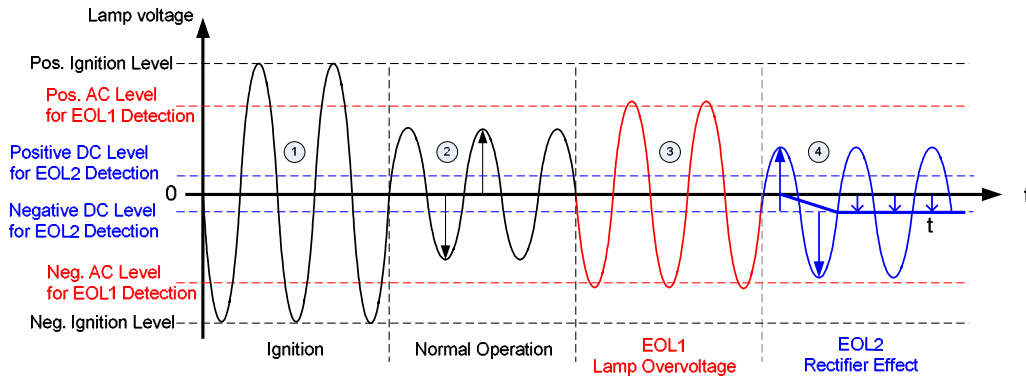 Lamp voltage
Pos. Ignition Level
Pos. AC Level
for EOL1 Detection
Positive DC Level
for EOL2 Detection
0
Negative DC Level
for EOL2 Detection
Neg. AC Level
for EOL1 Detection
Neg. Ignition Level
1
2
3
4
t
t
Ignition
Normal Operation
EOL1
Lamp Overvoltage
EOL2
Rectifier Effect